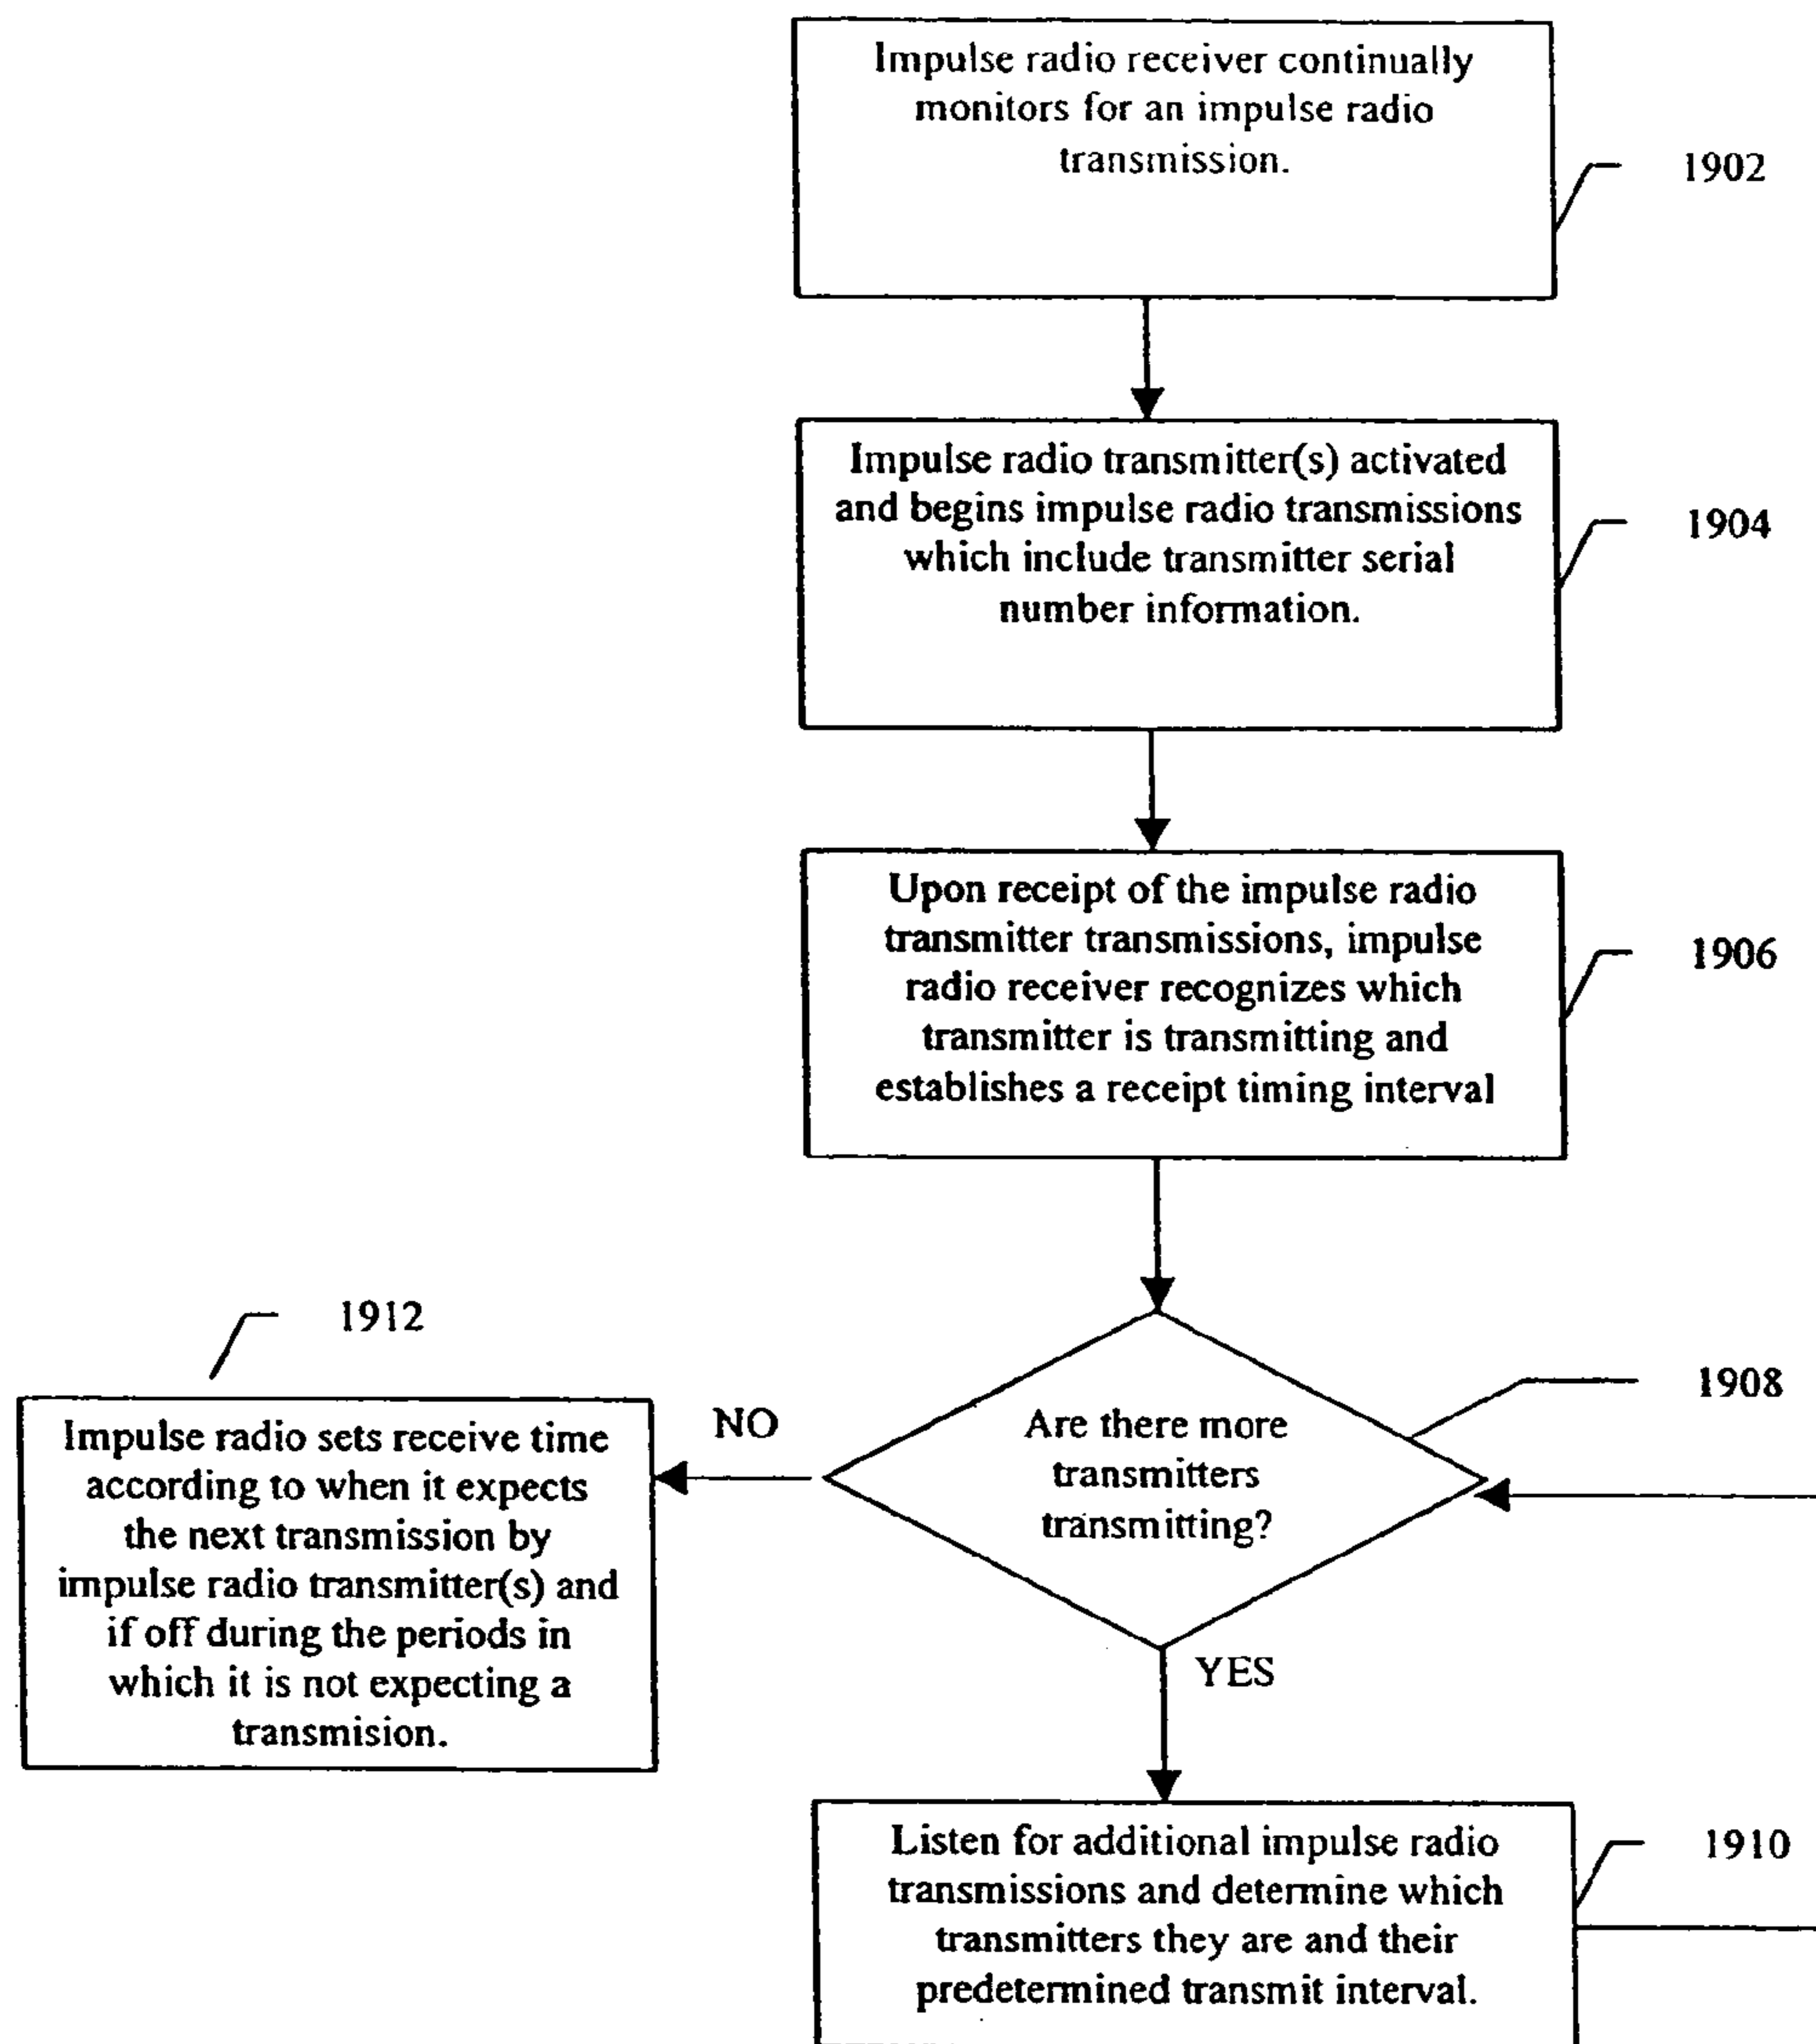 Impulse radio receiver continually
monitors for an impulse radio
transmission.
1902
Impulse radio transmitter(s) activated
and begins impulse radio transmissions
which include transmitter serial
number information.
1904
Upon receipt of the impulse radio
transmitter transmissions, impulse
radio receiver recognizes which
transmitter is transmitting and
establishes a receipt timing interval
1906
Are there more
transmitters
transmitting?
1908
NO
1912
Impulse radio sets receive time
according to when it expects
the next transmission by
impulse radio transmitter(s) and
if off during the periods in
which it is not expecting a
transmision.
YES
Listen for additional impulse radio
transmissions and determine which
transmitters they are and their
predetermined transmit interval.
1910